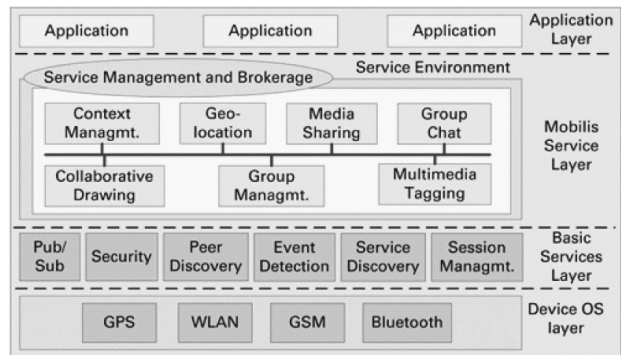 Application
Application
Application
Application
Layer
Service Management and Brokerage
Service Environment
Context
Managmt.
Geo-
location
Media
Sharing
Group
Chat
Collaborative
Drawing
Group
Managmt.
Multimedia
Tagging
Mobilis
Service
Layer
Pub/
Sub
Security
Peer
Discovery
Event
Detection
Service
Discovery
Session
Managmt.
Basic
Services
Layer
GPS
WLAN
GSM
Bluetooth
Device OS
layer